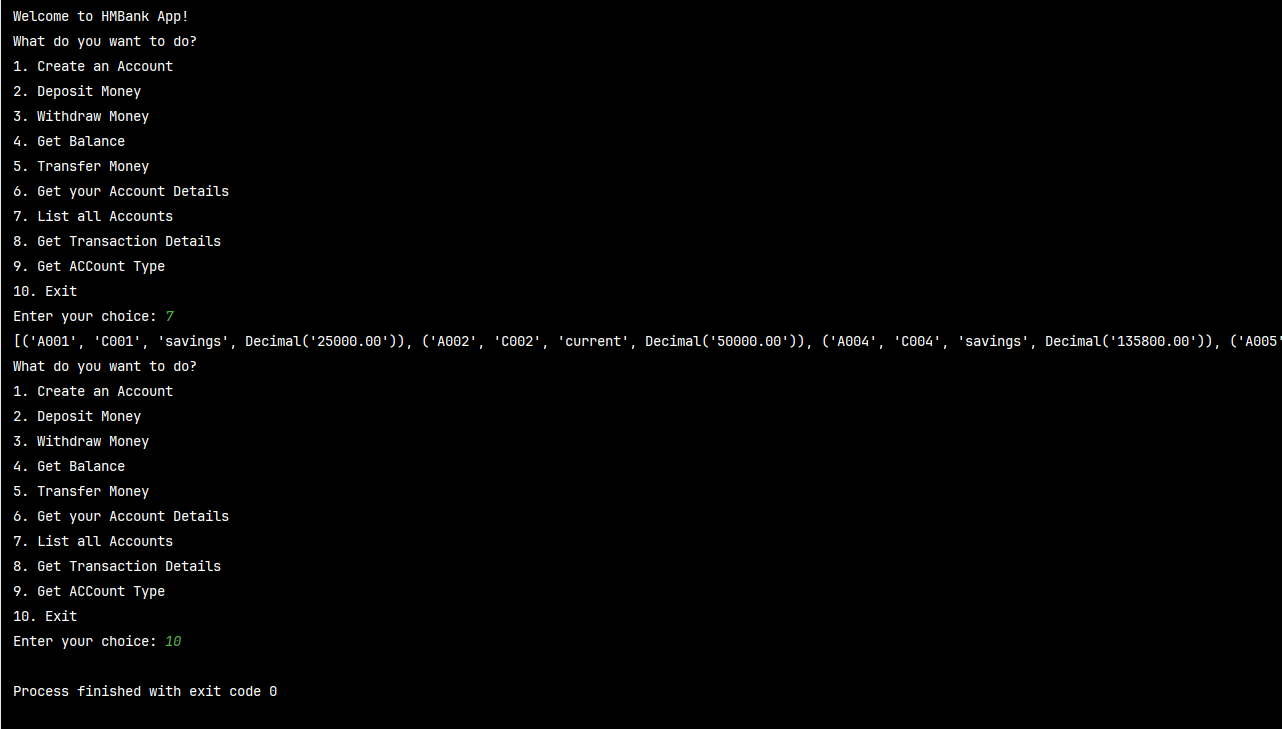 Welcome to HMBank App!
What do you want to do?
1. Create an Account
2. Deposit Money
3. Withdraw Money
4. Get Balance
5. Transfer Money
6. Get your Account Details
7. List all Accounts
8. Get Transaction Details
9. Get ACCount Type
10. Exit
Enter your choice: 7
[('A001', 'C001', 'savings', Decimal('25000.00')), ('A002', 'C002', 'current', Decimal('50000.00')), ('A004', 'C004', 'savings', Decimal('135800.00')), ('A005'
What do you want to do?
1. Create an Account
2. Deposit Money
3. Withdraw Money
4. Get Balance
5. Transfer Money
6. Get your Account Details
7. List all Accounts
8. Get Transaction Details
9. Get ACCount Type
10. Exit
Enter your choice: 10
Process finished with exit code 0